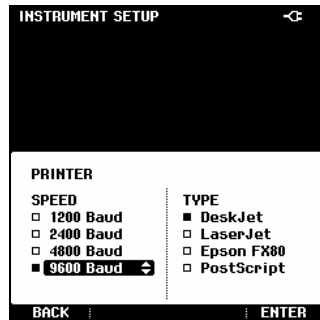 INSTRUMENT SETUP
PRINTER
SPEED
1200 Baud
2400 Baud
4800 Baud
9600 Baud
TYPE
DeskJet
LaserJet
Epson FX80
PostScript
BACK
ENTER